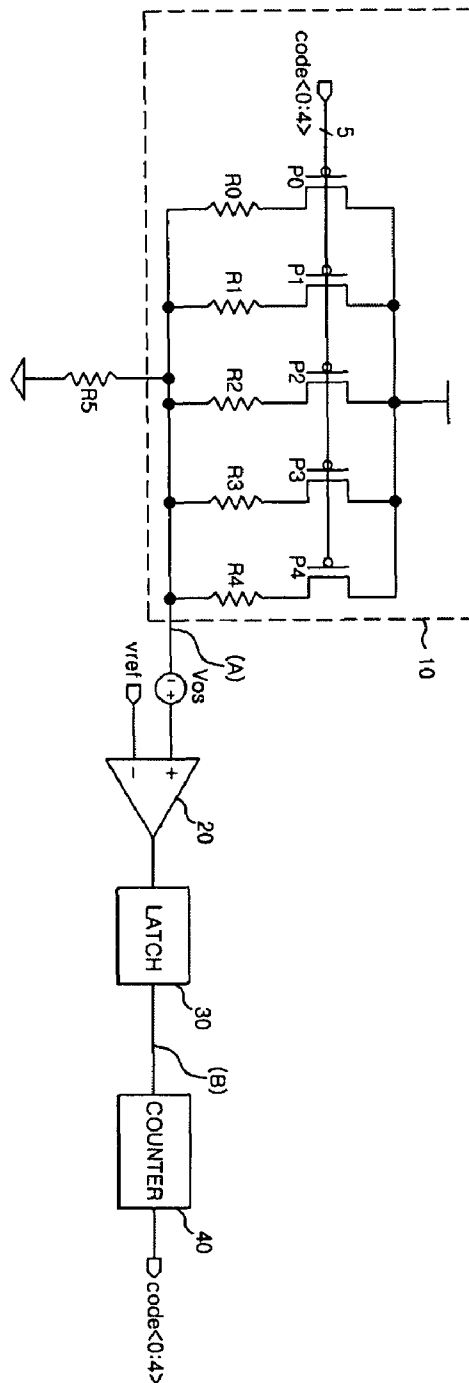 code<0:4>
5
P0
P1
P2
P3
P4
R0
R1
R2
R3
R4
R5
10
(A)
Vos
- +
vref
+
-
20
LATCH
30
(B)
COUNTER
40
code<0:4>